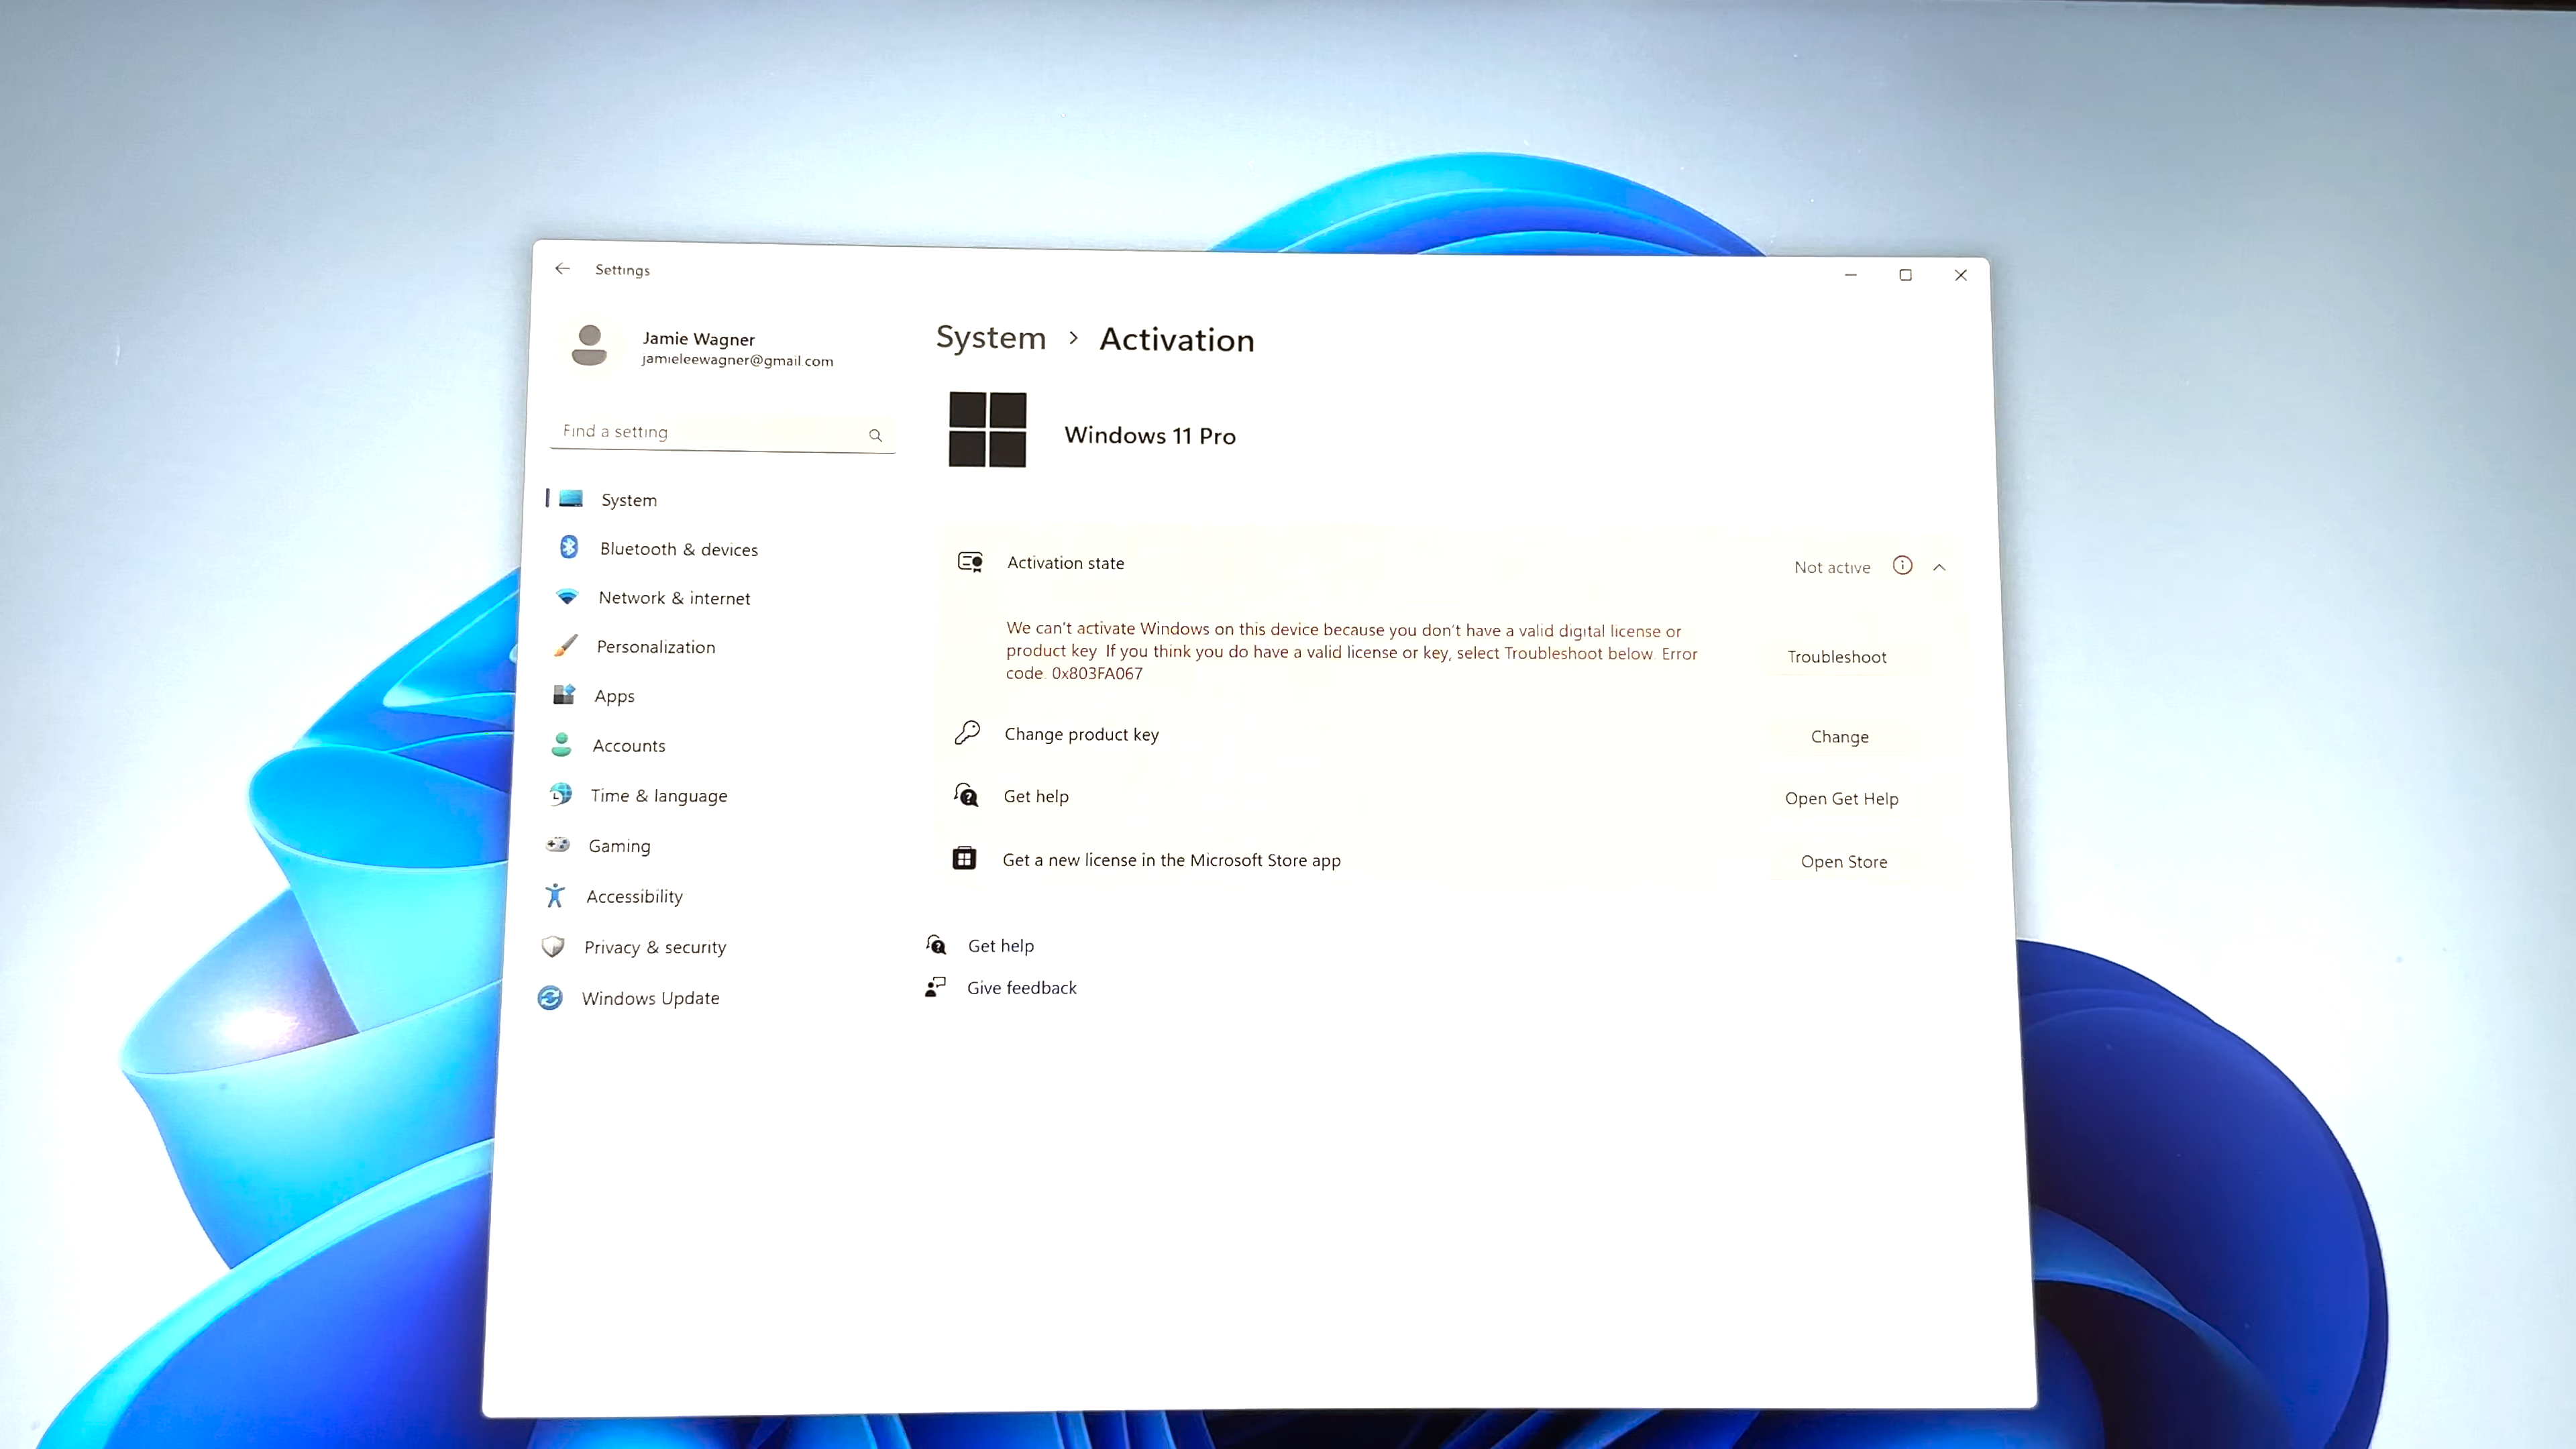 Settings
Jamie Wagner
jamieleewagner@gmail.com
Find a setting
System
Bluetooth & devices
Network & internet
Personalization
Apps
Accounts
Time & language
Gaming
Accessibility
Privacy & security
Windows Update
System > Activation
Windows 11 Pro
Activation state
Not active
We can't activate Windows on this device because you don't have a valid digital license or
product key. If you think you do have a valid license or key, select Troubleshoot below. Error
code: 0x803FA067
Troubleshoot
Change product key
Change
Get help
Open Get Help
Get a new license in the Microsoft Store app
Open Store
Get help
Give feedback